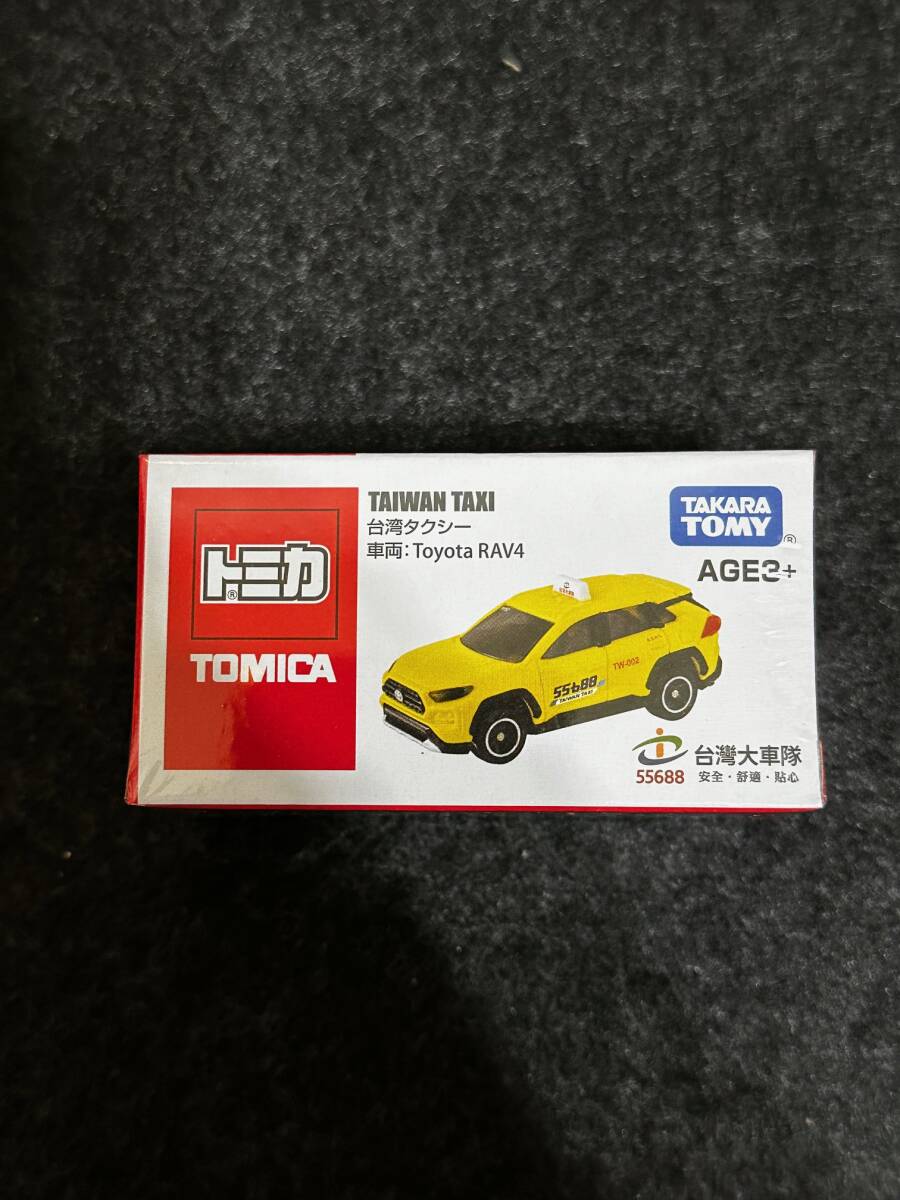 トミカ®
TOMICA
TAIWAN TAXI
台湾タクシー
車両：Toyota RAV4
TAKARA
TOMY
®
AGE3+
55688
TAIWAN TAXI
TW-002
55688
台灣大車隊
安全・舒適・貼心